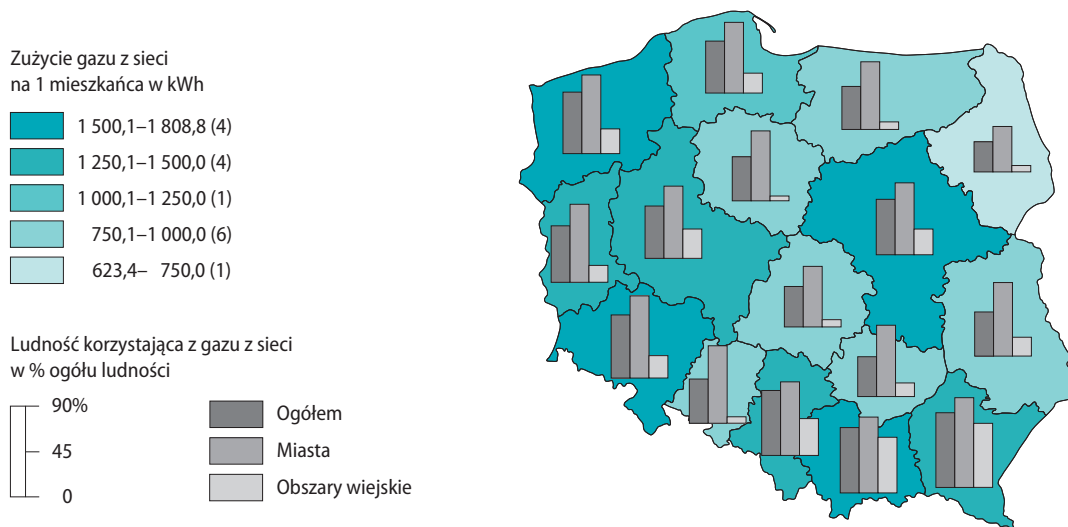 Zużycie gazu z sieci
na 1 mieszkańca w kWh
1 500,1–1 808,8 (4)
1 250,1–1 500,0 (4)
1 000,1–1 250,0 (1)
750,1–1 000,0 (6)
623,4– 750,0 (1)
Ludność korzystająca z gazu z sieci
w % ogółu ludności
90%
45
0
Ogółem
Miasta
Obszary wiejskie